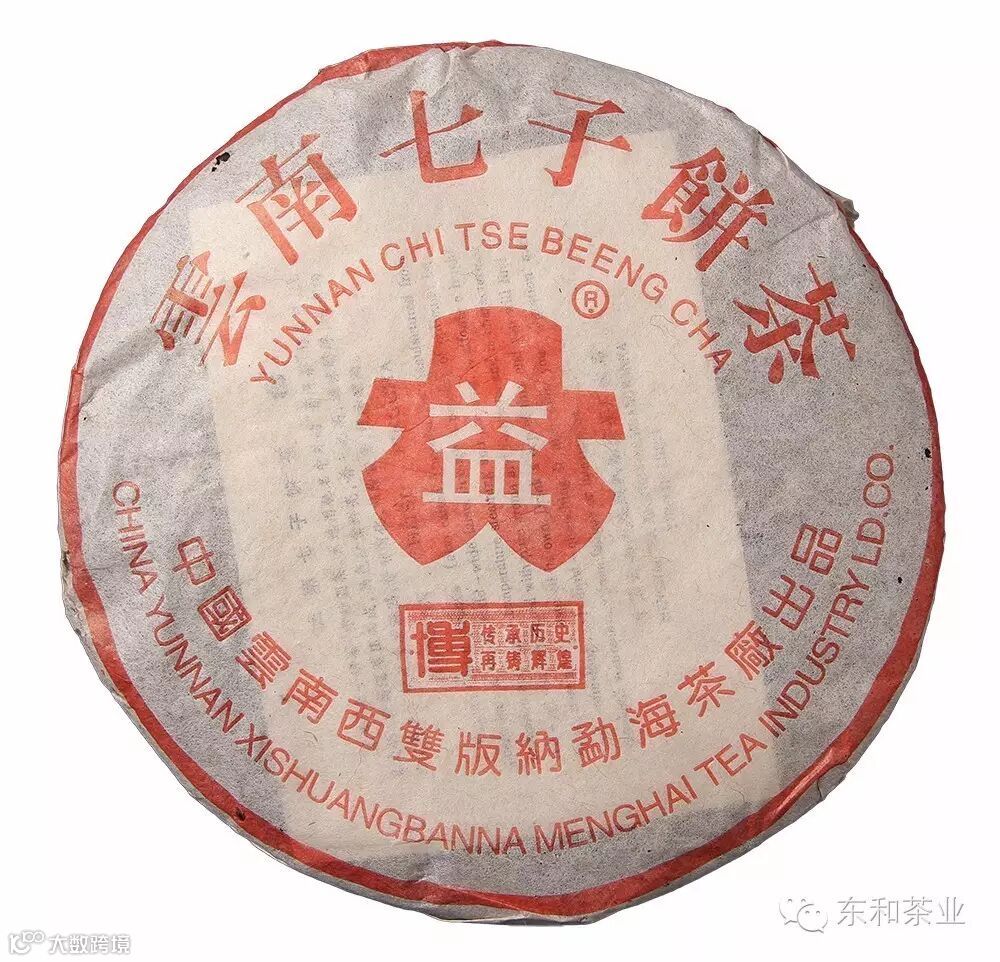 雲南七子餅茶
YUNNAN CHI TSE BEENG CHA
®
益
博
传承历史
再铸辉煌
中國雲南西雙版納勐海茶廠出品
CHINA YUNNAN XISHUANGBANNA MENGHAI TEA INDUSTRY LD.CO.
东和茶业
大数跨境